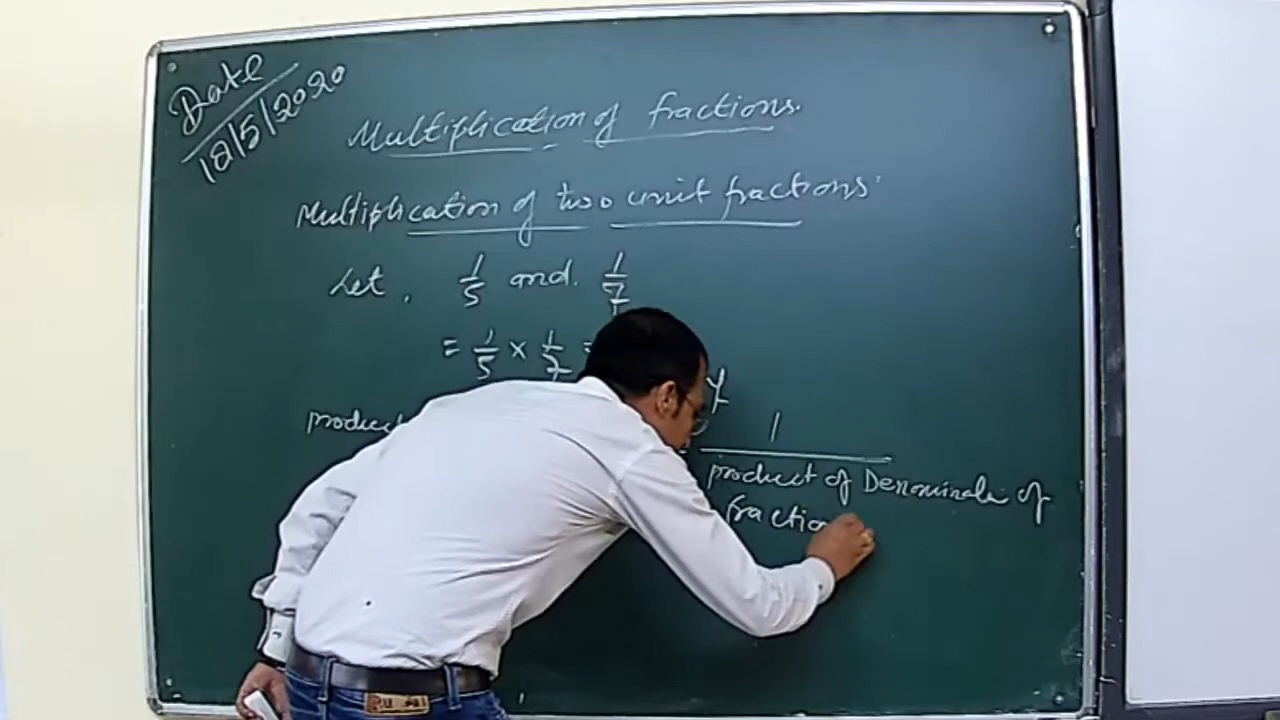 Date
18/5/2020
Multiplication of fractions.
Multiplication of two unit fractions:
Let, 1/5 and. 1/7
= 1/5 × 1/7 =
1
product of Denominator of
fractio